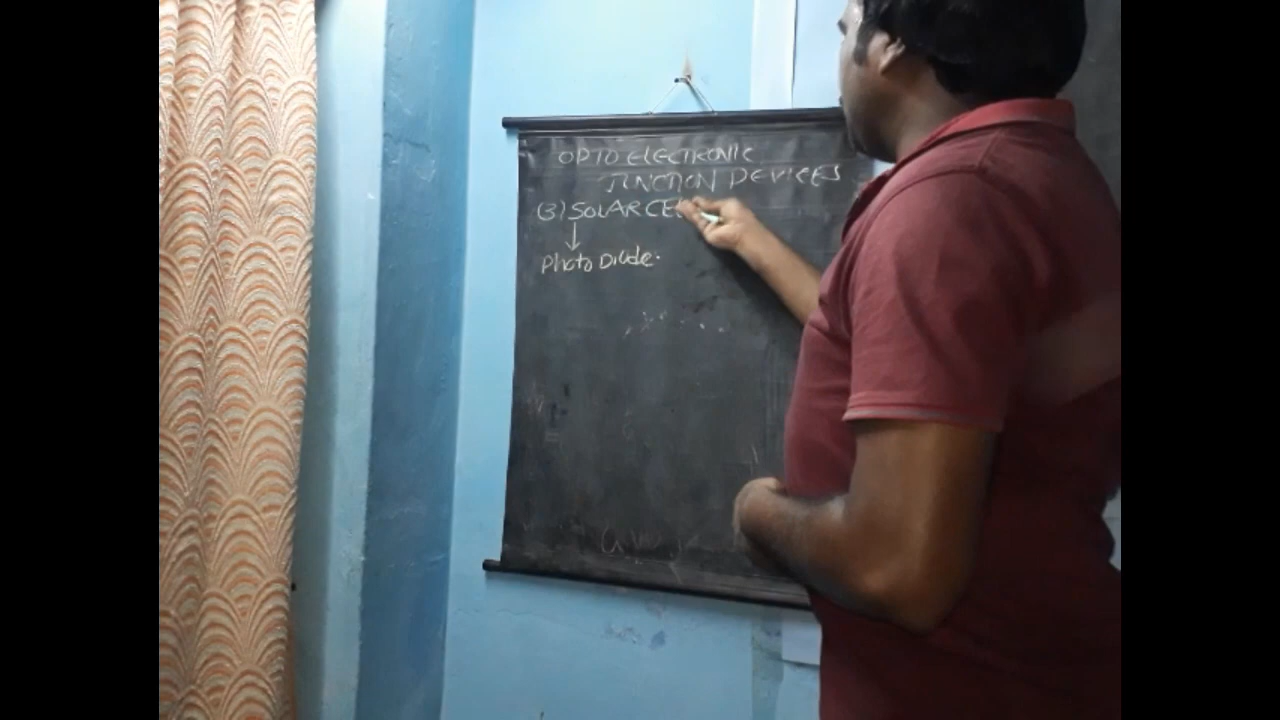 OPTO ELECTRONIC
JUNCTION DEVICES
(3) SOLAR CE
Photo Diode.